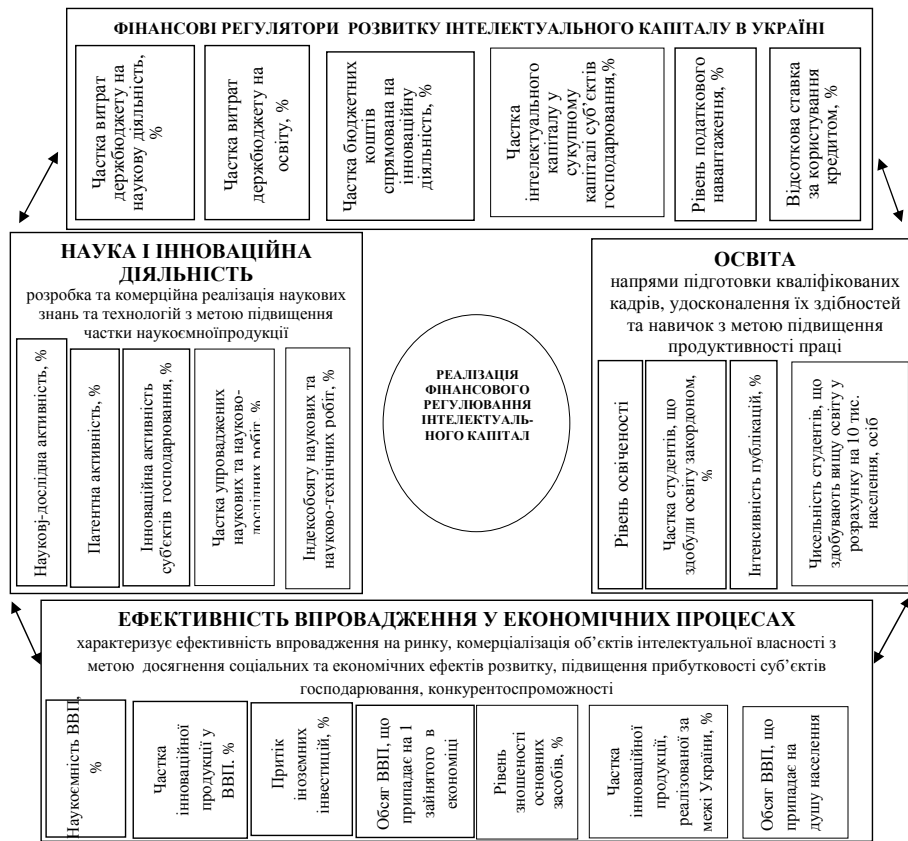 ФІНАНСОВІ РЕГУЛЯТОРИ РОЗВИТКУ ІНТЕЛЕКТУАЛЬНОГО КАПІТАЛУ В УКРАЇНІ
Частка витрат
держбюджету на
наукову діяльність,
%
Частка витрат
держбюджету на
освіту, %
Частка бюджетних
коштів
спрямована на
інноваційну
діяльність, %
Частка
інтелектуального
капіталу у
сукупному
капіталі суб’єктів
господарювання,%
Рівень податкового
навантаження, %
Відсоткова ставка
за користування
кредитом, %
НАУКА І ІННОВАЦІЙНА
ДІЯЛЬНІСТЬ
розробка та комерційна реалізація наукових
знань та технологій з метою підвищення
частки наукоємноїпродукції
Науковј-дослідна активність, %
Патентна активність, %
Інноваційна активність
суб'єктів господарювання, %
Частка упроваджених
наукових та науково-
дослідних робіт %
Індексобсягу наукових та
науково-технічних робіт, %
РЕАЛІЗАЦІЯ
ФІНАНСОВОГО
РЕГУЛЮВАННЯ
ІНТЕЛЕКТУАЛЬ-
НОГО КАПІТАЛ
ОСВІТА
напрями підготовки кваліфікованих
кадрів, удосконалення їх здібностей
та навичок з метою підвищення
продуктивності праці
Рівень освіченості
Частка студентів, що
здобули освіту закордоном,
%
Інтенсивність публікацій, %
Чисельність студентів, що
здобувають вищу освіту у
розрахунку на 10 тис.
населення, осіб
ЕФЕКТИВНІСТЬ ВПРОВАДЖЕННЯ У ЕКОНОМІЧНИХ ПРОЦЕСАХ
характеризує ефективність впровадження на ринку, комерціалізація об’єктів інтелектуальної власності з
метою досягнення соціальних та економічних ефектів розвитку, підвищення прибутковості суб’єктів
господарювання, конкурентоспроможності
Наукоємність ВВП,
%
Частка
інноваційної
продукції у
ВВП. %
Притік
іноземних
інвестицій, %
Обсяг ВВП, що
припадає на 1
зайнятого в
економіці
Рівень
зношеності
основних
засобів, %
Частка
інноваційної
продукції,
реалізованої за
межі України, %
Обсяг ВВП, що
припадає на
душу населення